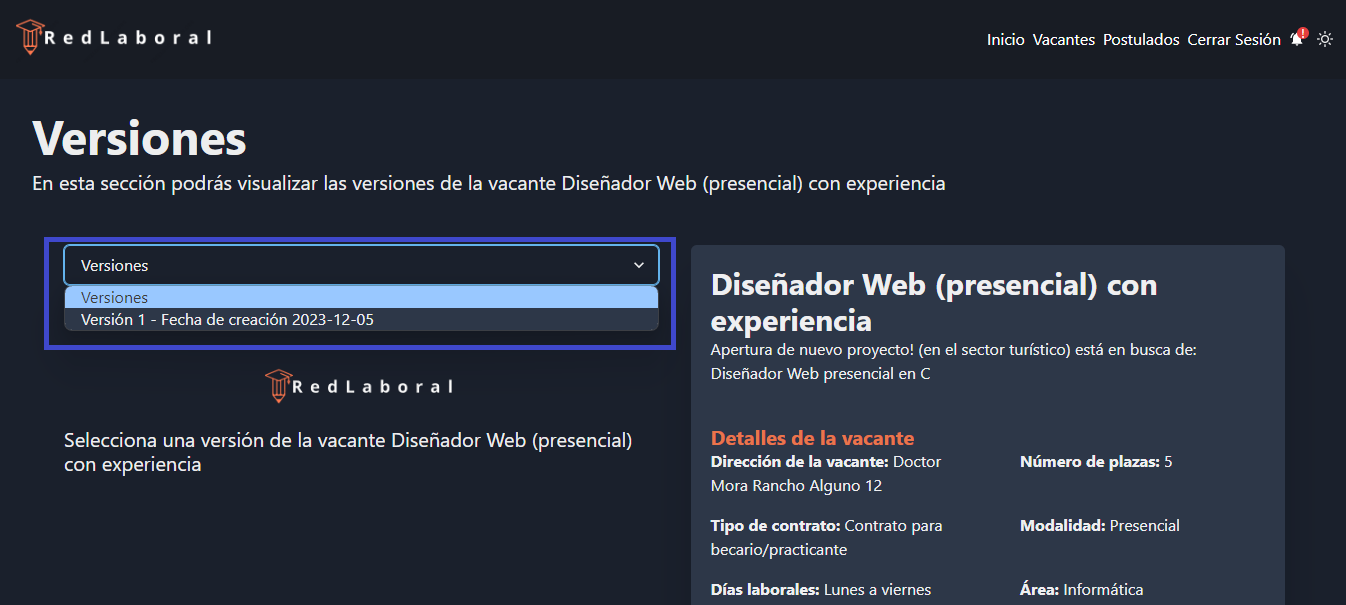 RedLaboral
Inicio Vacantes Postulados Cerrar Sesión
Versiones
En esta sección podrás visualizar las versiones de la vacante Diseñador Web (presencial) con experiencia
Versiones
Versiones
Versión 1 - Fecha de creación 2023-12-05
RedLaboral
Selecciona una versión de la vacante Diseñador Web (presencial)
con experiencia
Diseñador Web (presencial) con
experiencia
Apertura de nuevo proyecto! (en el sector turístico) está en busca de:
Diseñador Web presencial en C
Detalles de la vacante
Dirección de la vacante: Doctor
Mora Rancho Alguno 12
Número de plazas: 5
Tipo de contrato: Contrato para
becario/practicante
Modalidad: Presencial
Días laborales: Lunes a viernes
Área: Informática